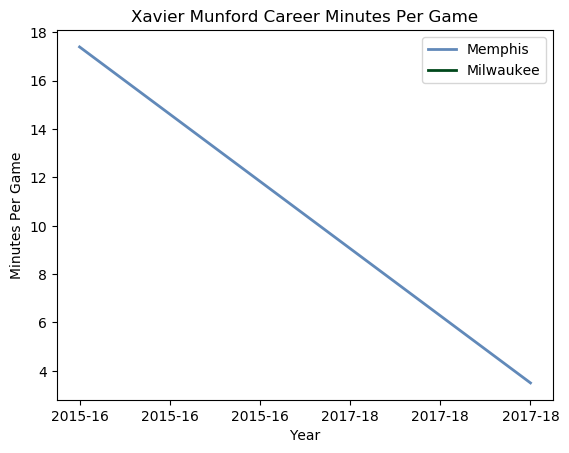 Xavier Munford Career Minutes Per Game
Memphis
Milwaukee
Minutes Per Game
18
16
14
12
10
8
6
4
2015-16 2015-16 2015-16 2017-18 2017-18 2017-18
Year